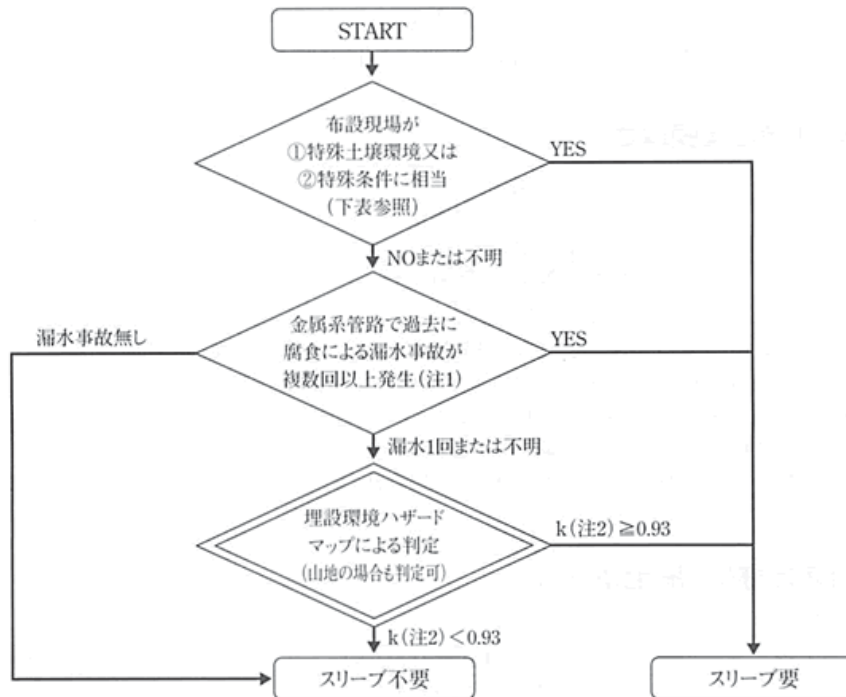 START
布設現場が
①特殊土壌環境又は
②特殊条件に相当
(下表参照)
YES
NOまたは不明
漏水事故無し
金属系管路で過去に
腐食による漏水事故が
複数回以上発生(注1)
YES
漏水1回または不明
埋設環境ハザード
マップによる判定
(山地の場合も判定可)
k(注2)≧0.93
k(注2)<0.93
スリーブ不要
スリーブ要